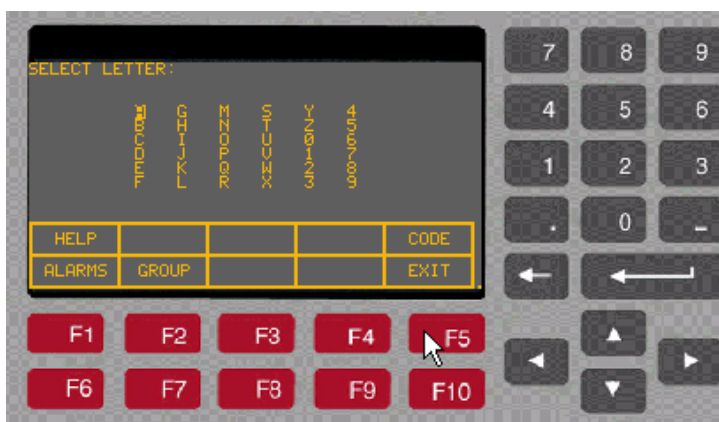 SELECT LETTER:
G M S Y 4
B H N T Z 5
C I O U 0 6
D J P V 1 7
E K Q W 2 8
F L R X 3 9
HELP CODE
ALARMS GROUP EXIT
F1 F2 F3 F4 F5
F6 F7 F8 F9 F10
7 8 9
4 5 6
1 2 3
. 0 -